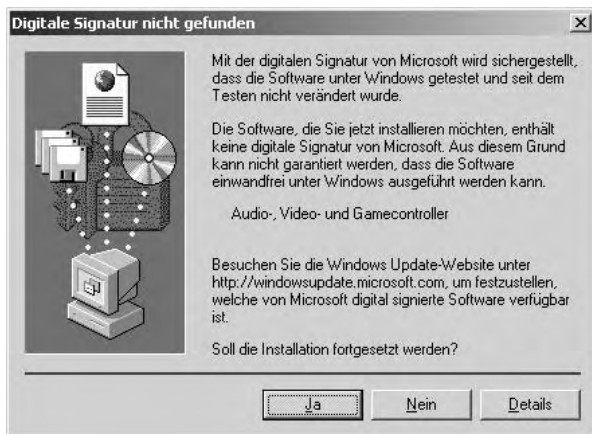 Digitale Signatur nicht gefunden
Mit der digitalen Signatur von Microsoft wird sichergestellt,
dass die Software unter Windows getestet und seit dem
Testen nicht verändert wurde.
Die Software, die Sie jetzt installieren möchten, enthält
keine digitale Signatur von Microsoft. Aus diesem Grund
kann nicht garantiert werden, dass die Software
einwandfrei unter Windows ausgeführt werden kann.
Audio-, Video- und Gamecontroller
Besuchen Sie die Windows Update-Website unter
http://windowsupdate.microsoft.com, um festzustellen,
welche von Microsoft digital signierte Software verfügbar
ist.
Soll die Installation fortgesetzt werden?
Ja Nein Details